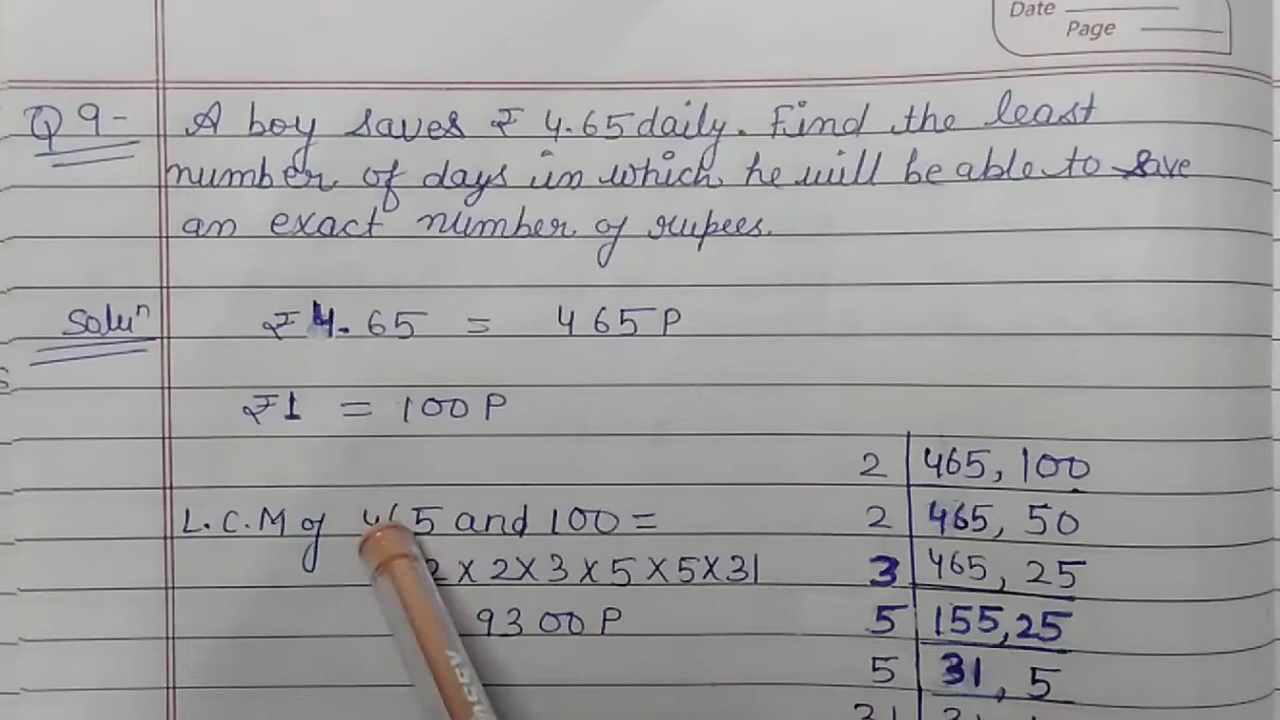 Date
Page
Q 9- A boy saves ₹ 4.65 daily. Find the least
number of days in which he will be able to save
an exact number of rupees.
Solun ₹ 4.65 = 465 P
₹1 = 100 P
2 | 465, 100
L.C.M of 465 and 100 = 2 | 465, 50
2 x 2 x 3 x 5 x 5 x 31 3 | 465, 25
9300 P 5 | 155, 25
5 | 31, 5
31